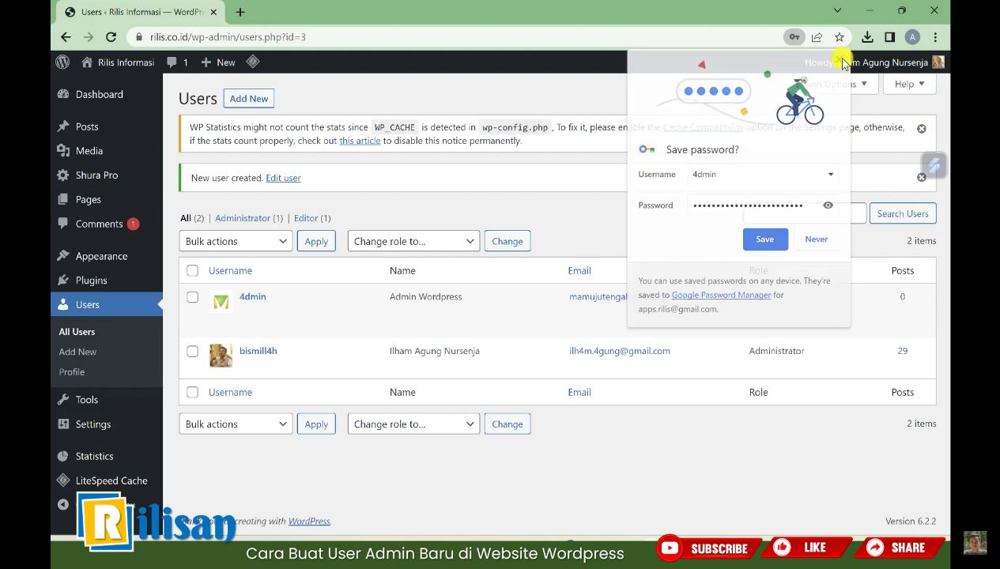 Users ‹ Rilis Informasi — WordPr
rilis.co.id/wp-admin/users.php?id=3
A
Rilis Informasi
1
New
Howdy,
m Agung Nursenja
Dashboard
Posts
Media
Shura Pro
Pages
Comments 1
Appearance
Plugins
Users
All Users
Add New
Profile
Tools
Settings
Statistics
LiteSpeed Cache
Users
Add New
Options
Help
WP Statistics might not count the stats since WP_CACHE is detected in wp-config.php, To fix it, please enable the Cache Compatibility option on the Settings page, otherwise,
if the stats count properly, check out this article to disable this notice permanently.
New user created. Edit user
All (2) | Administrator (1) | Editor (1)
Search Users
Bulk actions
Apply
Change role to...
Change
2 items
Username
Name
Email
Role
Posts
4dmin
Admin Wordpress
mamujutengah
0
bismill4h
Ilham Agung Nursenja
ilh4m.4gung@gmail.com
Administrator
29
Username
Name
Email
Role
Posts
Bulk actions
Apply
Change role to...
Change
2 items
creating with WordPress.
Version 6.2.2
Save password?
Username
4dmin
Password
••••••••••••••••••••••••
Save
Never
You can use saved passwords on any device. They're
saved to Google Password Manager for
apps.rilis@gmail.com.
Rilisan
Cara Buat User Admin Baru di Website Wordpress
SUBSCRIBE
LIKE
SHARE